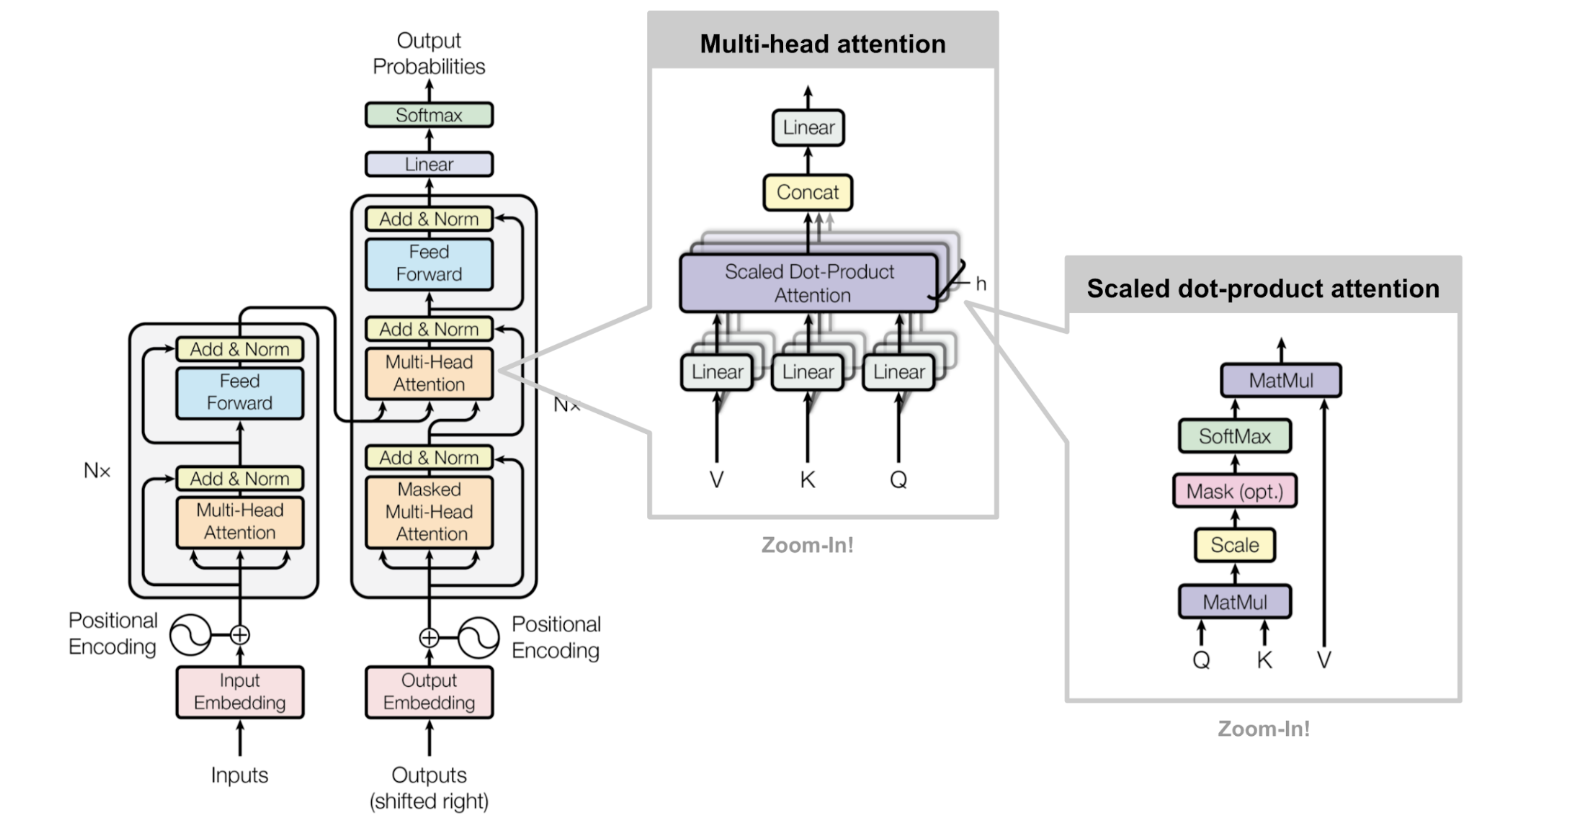 Output
Probabilities
Softmax
Linear
Add & Norm
Feed
Forward
Add & Norm
Multi-Head
Attention
Nx
Add & Norm
Masked
Multi-Head
Attention
Add & Norm
Feed
Forward
Nx
Add & Norm
Multi-Head
Attention
Positional
Encoding
Positional
Encoding
Input
Embedding
Output
Embedding
Inputs
Outputs
(shifted right)
Multi-head attention
Linear
Concat
Scaled Dot-Product
Attention
h
Linear
Linear
Linear
V
K
Q
Zoom-In!
Scaled dot-product attention
MatMul
SoftMax
Mask (opt.)
Scale
MatMul
Q
K
V
Zoom-In!